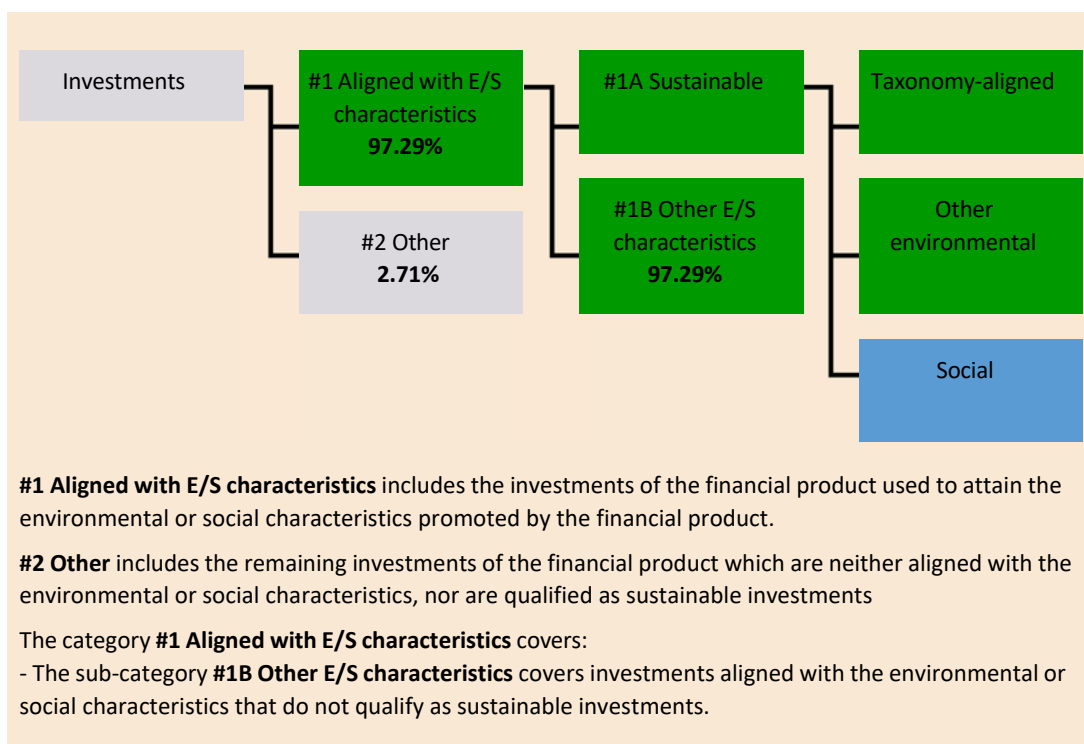 Investments
#1 Aligned with E/S
characteristics
97.29%
#2 Other
2.71%
#1A Sustainable
#1B Other E/S
characteristics
97.29%
Taxonomy-aligned
Other
environmental
Social
#1 Aligned with E/S characteristics includes the investments of the financial product used to attain the
environmental or social characteristics promoted by the financial product.
#2 Other includes the remaining investments of the financial product which are neither aligned with the
environmental or social characteristics, nor are qualified as sustainable investments
The category #1 Aligned with E/S characteristics covers:
- The sub-category #1B Other E/S characteristics covers investments aligned with the environmental or
social characteristics that do not qualify as sustainable investments.